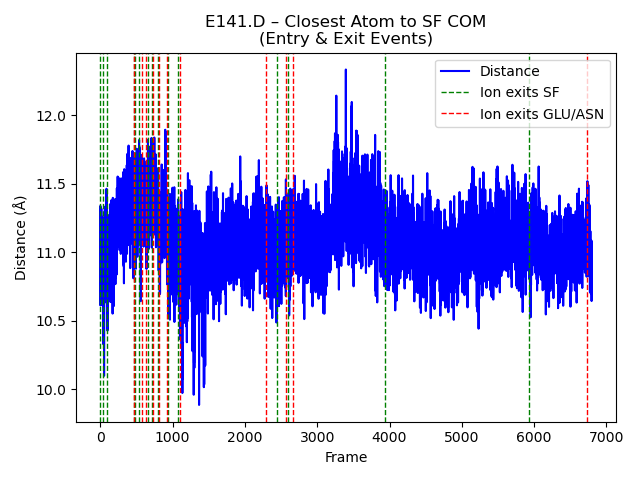 E141.D – Closest Atom to SF COM
(Entry & Exit Events)
Distance
Ion exits SF
Ion exits GLU/ASN
Distance (Å)
12.0
11.5
11.0
10.5
10.0
0 1000 2000 3000 4000 5000 6000 7000
Frame